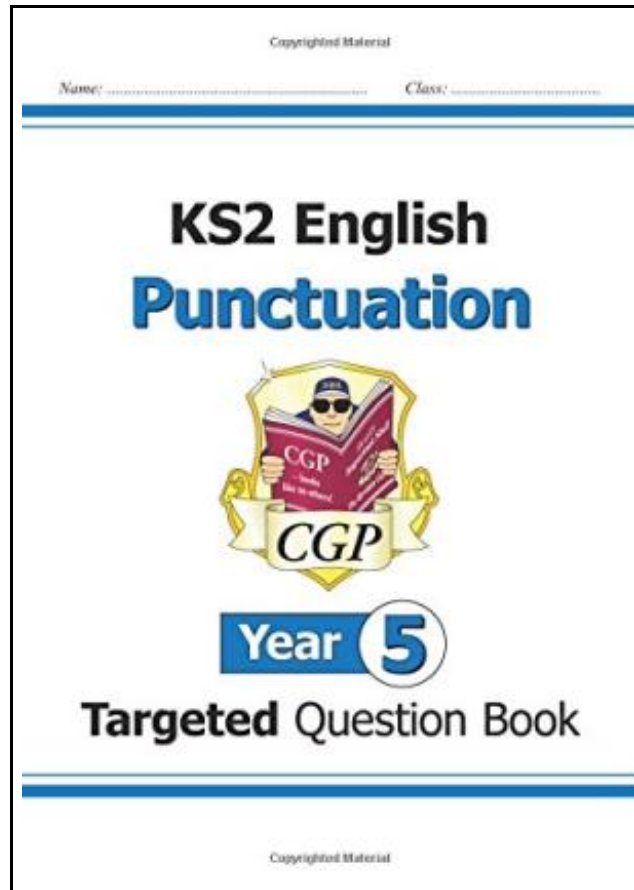 Copyrighted Material
Name: ........................................................ Class: ................................
KS2 English
Punctuation
CGP
CGP
Year 5
Targeted Question Book
Copyrighted Material